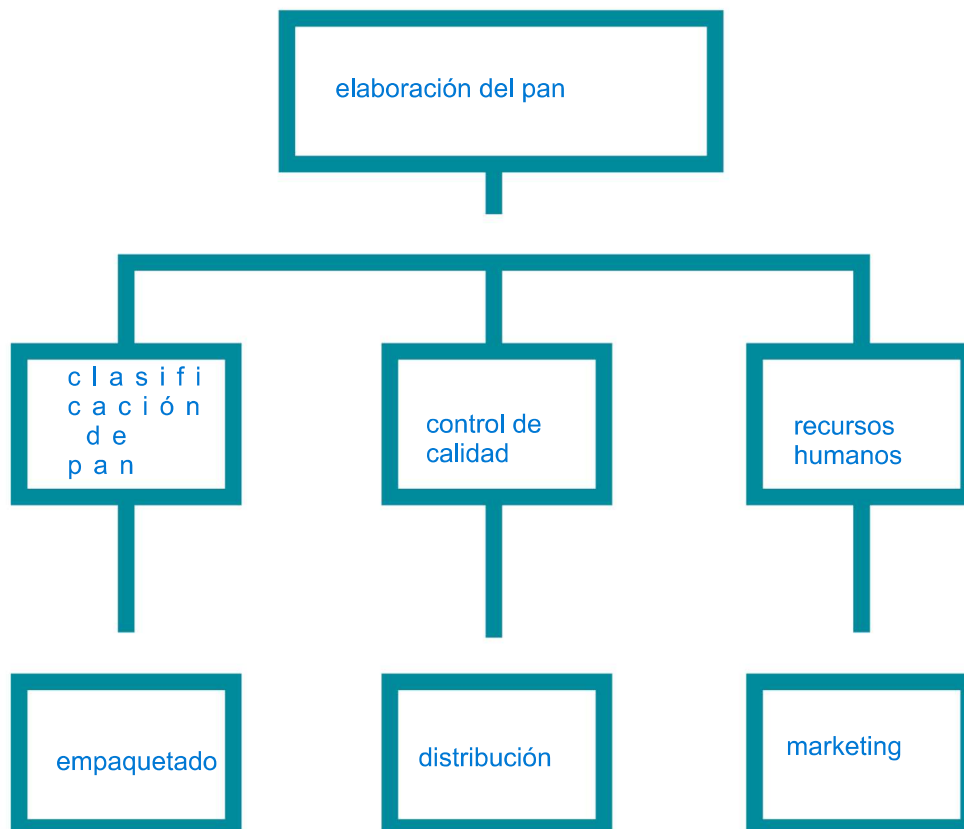 elaboración del pan
c l a s i f i
c a c i ó n
d e
p a n
control de
calidad
recursos
humanos
empaquetado
distribución
marketing